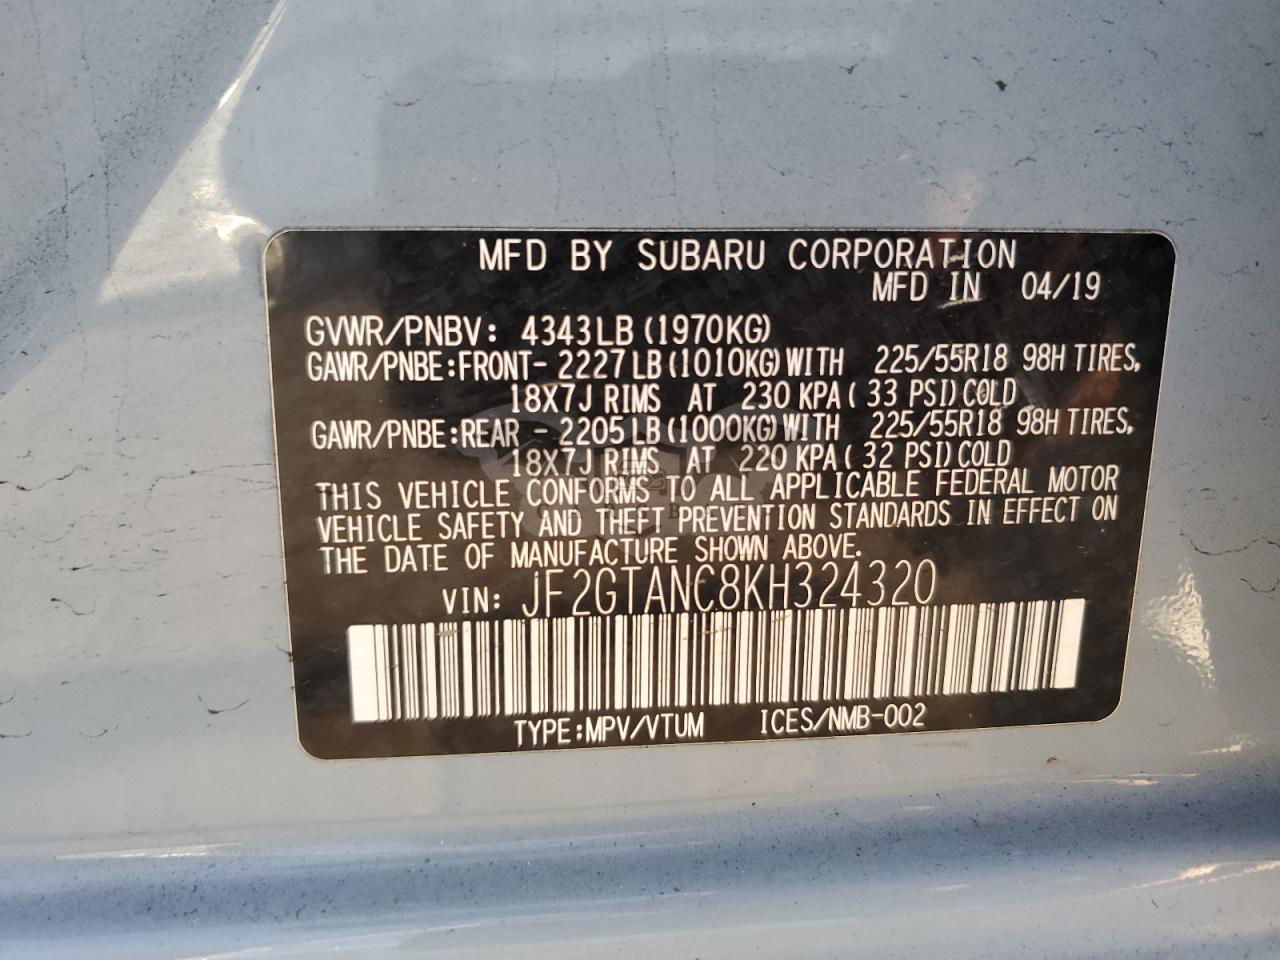 MFD BY SUBARU CORPORATION
MFD IN 04/19
GVWR/PNBV: 4343LB(1970KG)
GAWR/PNBE:FRONT- 2227LB(1010KG)WITH 225/55R18 98H TIRES,
18X7J RIMS AT 230 KPA( 33 PSI)COLD
GAWR/PNBE:REAR - 2205LB(1000KG)WITH 225/55R18 98H TIRES,
18X7J RIMS AT 220 KPA( 32 PSI)COLD
THIS VEHICLE CONFORMS TO ALL APPLICABLE FEDERAL MOTOR
VEHICLE SAFETY AND THEFT PREVENTION STANDARDS IN EFFECT ON
THE DATE OF MANUFACTURE SHOWN ABOVE.
VIN: JF2GTANC8KH324320
TYPE:MPV/VTUM ICES/NMB-002